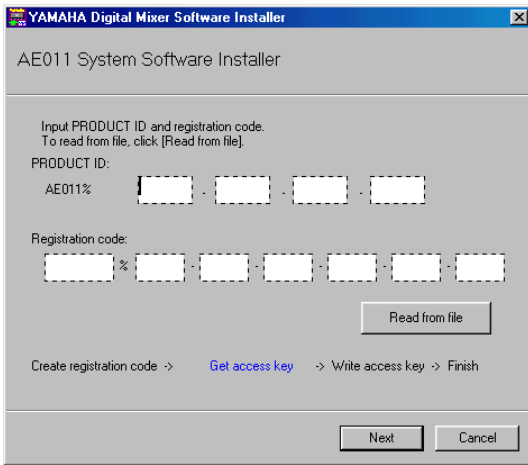 YAMAHA Digital Mixer Software Installer
AE011 System Software Installer
Input PRODUCT ID and registration code.
To read from file, click [Read from file].
PRODUCT ID:
AE011% - - -
Registration code:
% - - - - -
Read from file
Create registration code -> Get access key -> Write access key -> Finish
Next Cancel